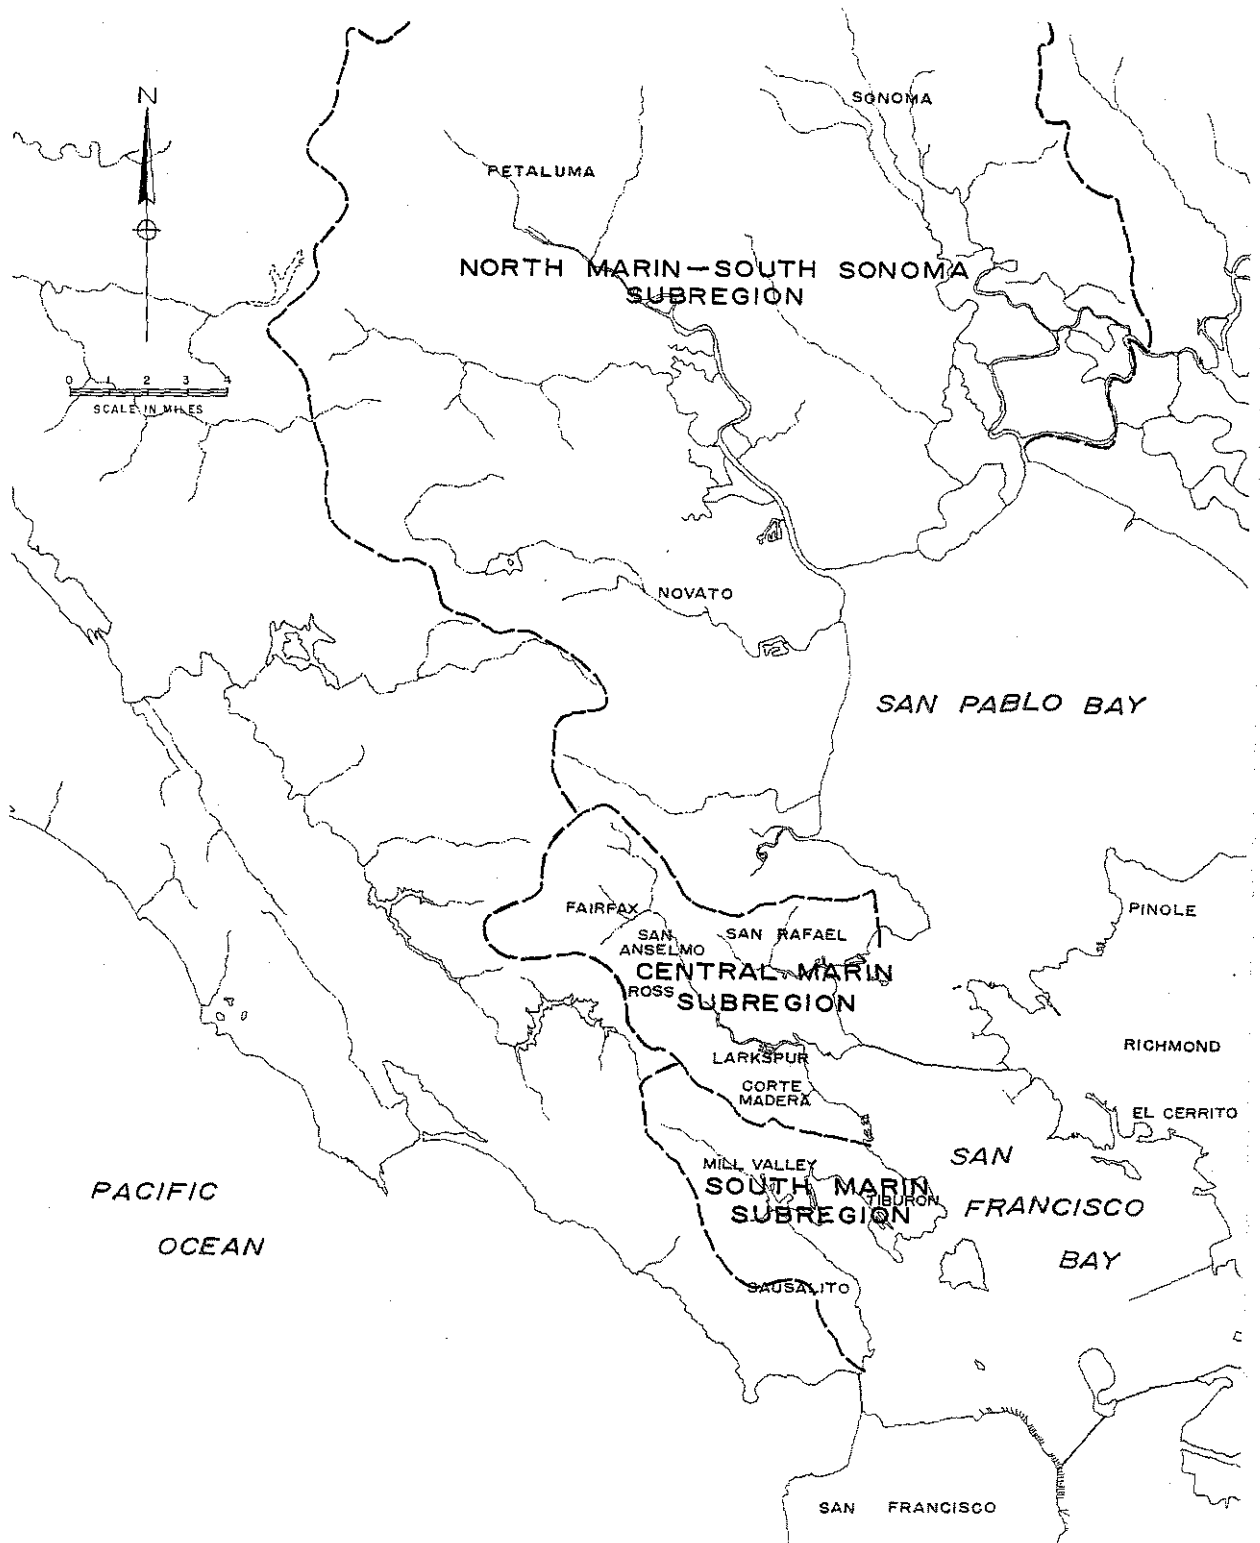 N
SONOMA
PETALUMA
NORTH MARIN—SOUTH SONOMA
SUBREGION
0 1 2 3 4
SCALE IN MILES
NOVATO
SAN PABLO BAY
FAIRFAX
PINOLE
SAN
ANSELMO
SAN RAFAEL
CENTRAL MARIN
SUBREGION
ROSS
RICHMOND
LARKSPUR
CORTE
MADERA
EL CERRITO
SAN
FRANCISCO
BAY
MILL VALLEY
SOUTH MARIN
SUBREGION
TIBURON
PACIFIC
OCEAN
SAUSALITO
SAN FRANCISCO